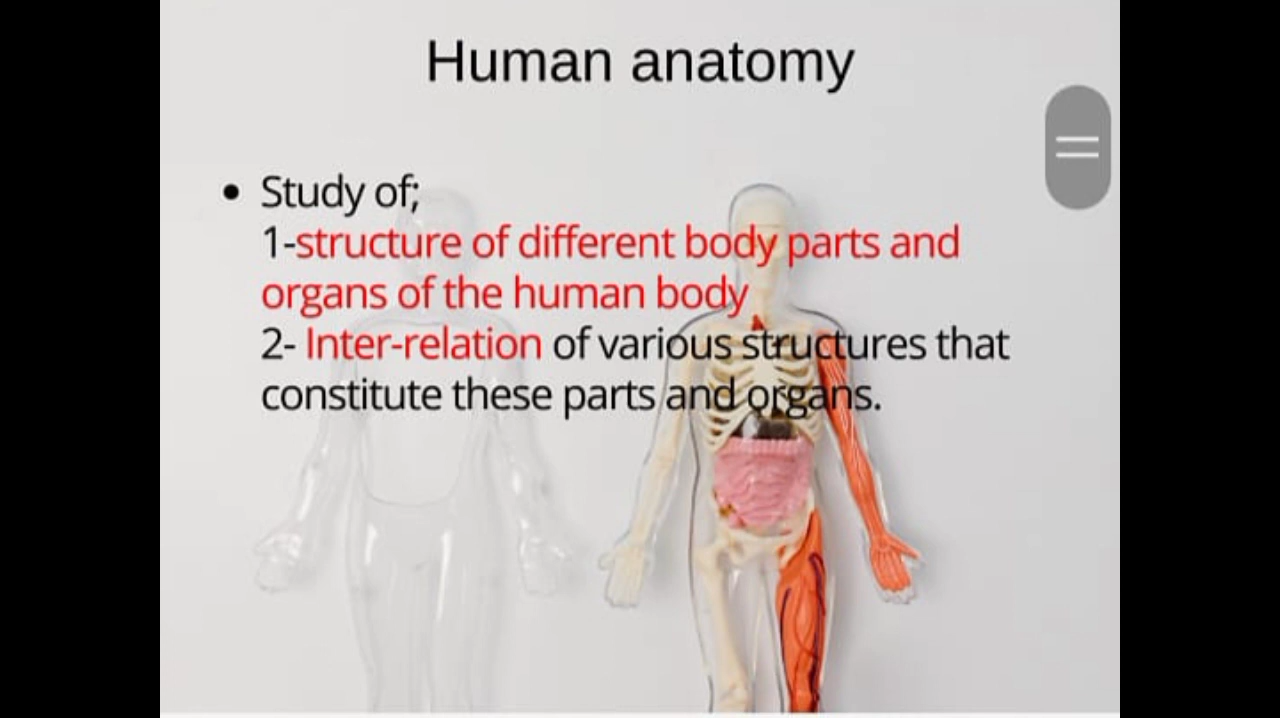 Human anatomy
• Study of;
1-structure of different body parts and
organs of the human body
2- Inter-relation of various structures that
constitute these parts and organs.